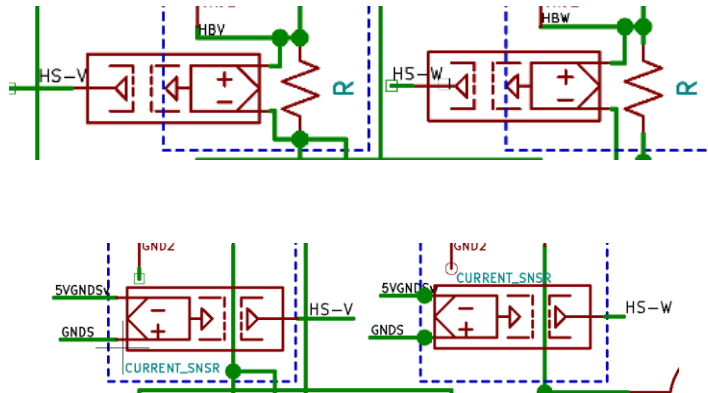 HBV
HBW
HS-V
HS-W
R
R
GND2
GND2
5VGNDSv
HS-V
GNDS
CURRENT_SNSR
CURRENT_SNSR
5VGNDSv
HS-W
GNDS